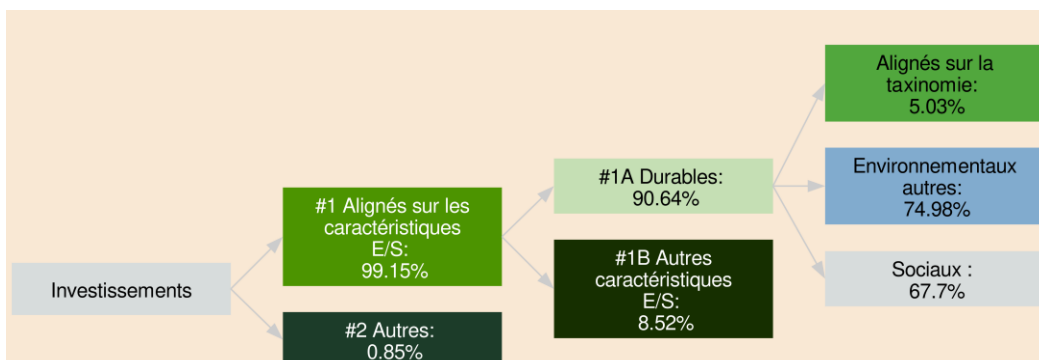 Investissements
#1 Alignés sur les
caractéristiques
E/S:
99.15%
#2 Autres:
0.85%
#1A Durables:
90.64%
#1B Autres
caractéristiques
E/S:
8.52%
Alignés sur la
taxinomie:
5.03%
Environnementaux
autres:
74.98%
Sociaux :
67.7%